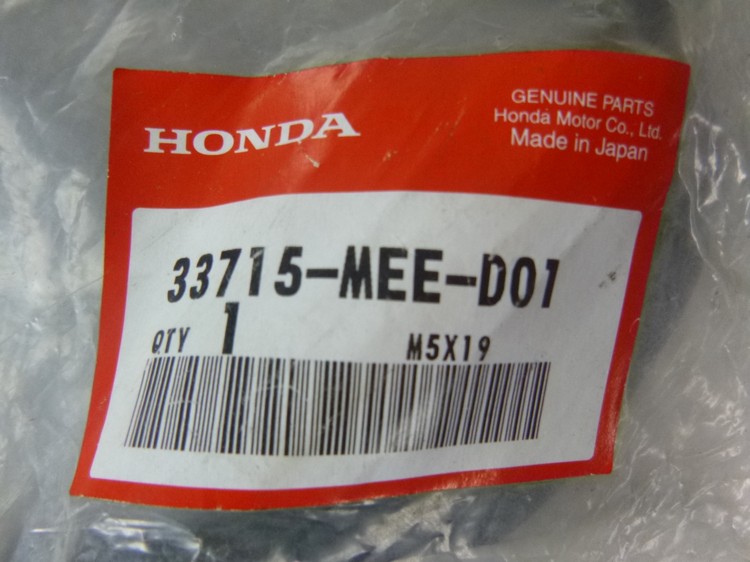 HONDA
GENUINE PARTS
Honda Motor Co., Ltd.
Made in Japan
33715-MEE-D01
QTY 1 M5X19